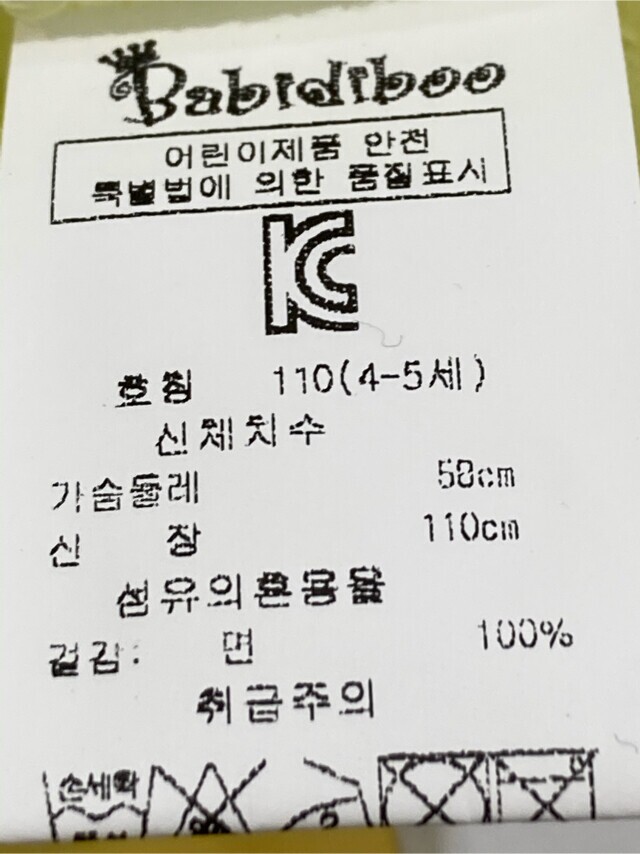 Babidiboo
어린이제품 안전
특별법에 의한 품질표시
KC
호칭 110(4-5세)
신체치수
가슴둘레 58cm
신 장 110cm
섬유의혼용율
겉감: 면 100%
취급주의
손세탁